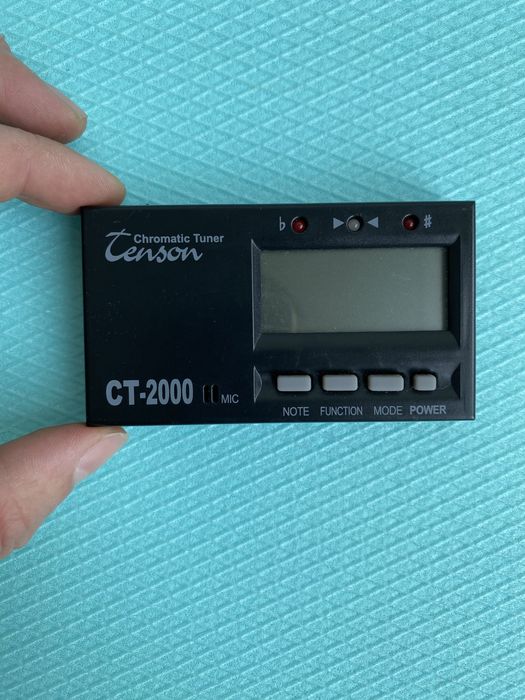 Chromatic Tuner
Tenson
♭ ▶ ◀ ♯
CT-2000 MIC
NOTE FUNCTION MODE POWER